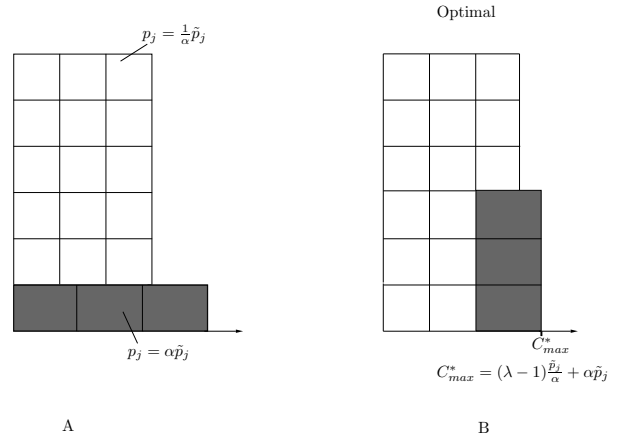 Optimal
p_j = \frac{1}{\alpha} \tilde{p}_j
p_j = \alpha \tilde{p}_j
C^*_{max}
C^*_{max} = (\lambda - 1) \frac{\tilde{p}_j}{\alpha} + \alpha \tilde{p}_j
A
B